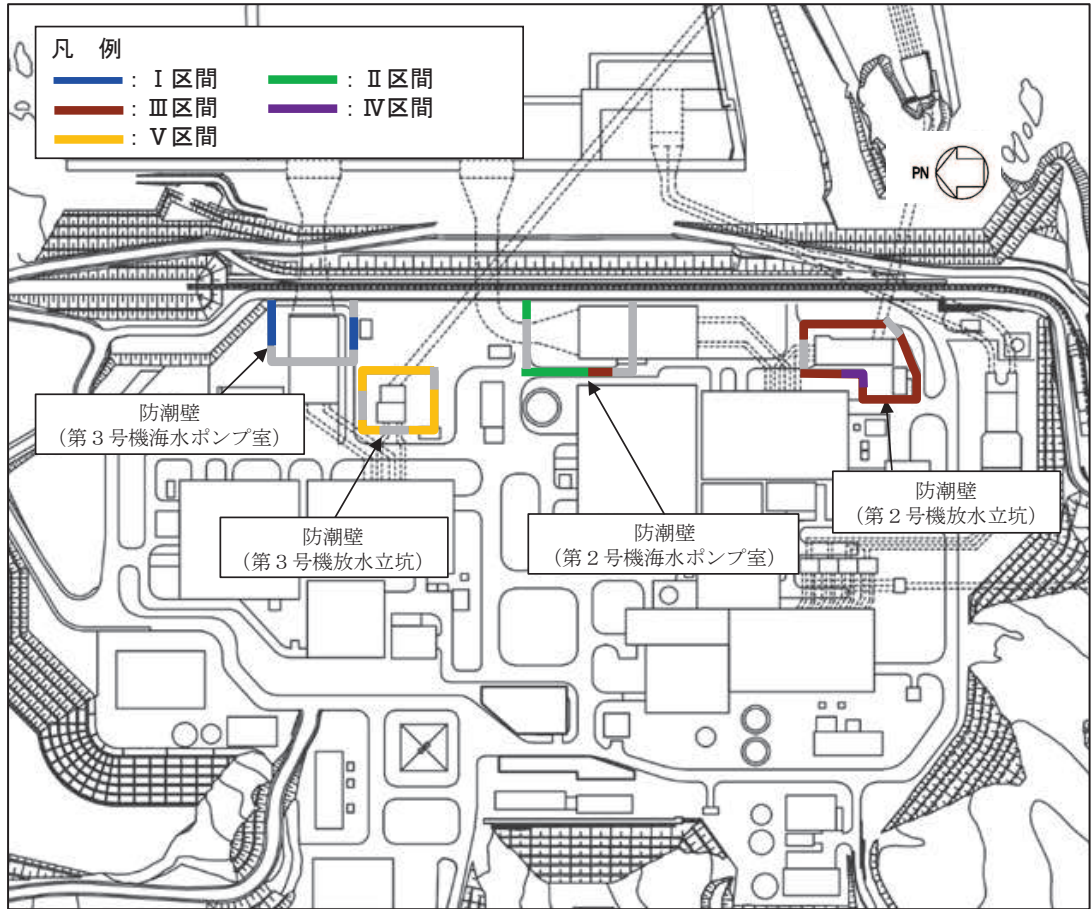 凡 例
: Ⅰ区間
: Ⅱ区間
: Ⅲ区間
: Ⅳ区間
: Ⅴ区間
PN
防潮壁
(第3号機海水ポンプ室)
防潮壁
(第3号機放水立坑)
防潮壁
(第2号機海水ポンプ室)
防潮壁
(第2号機放水立坑)